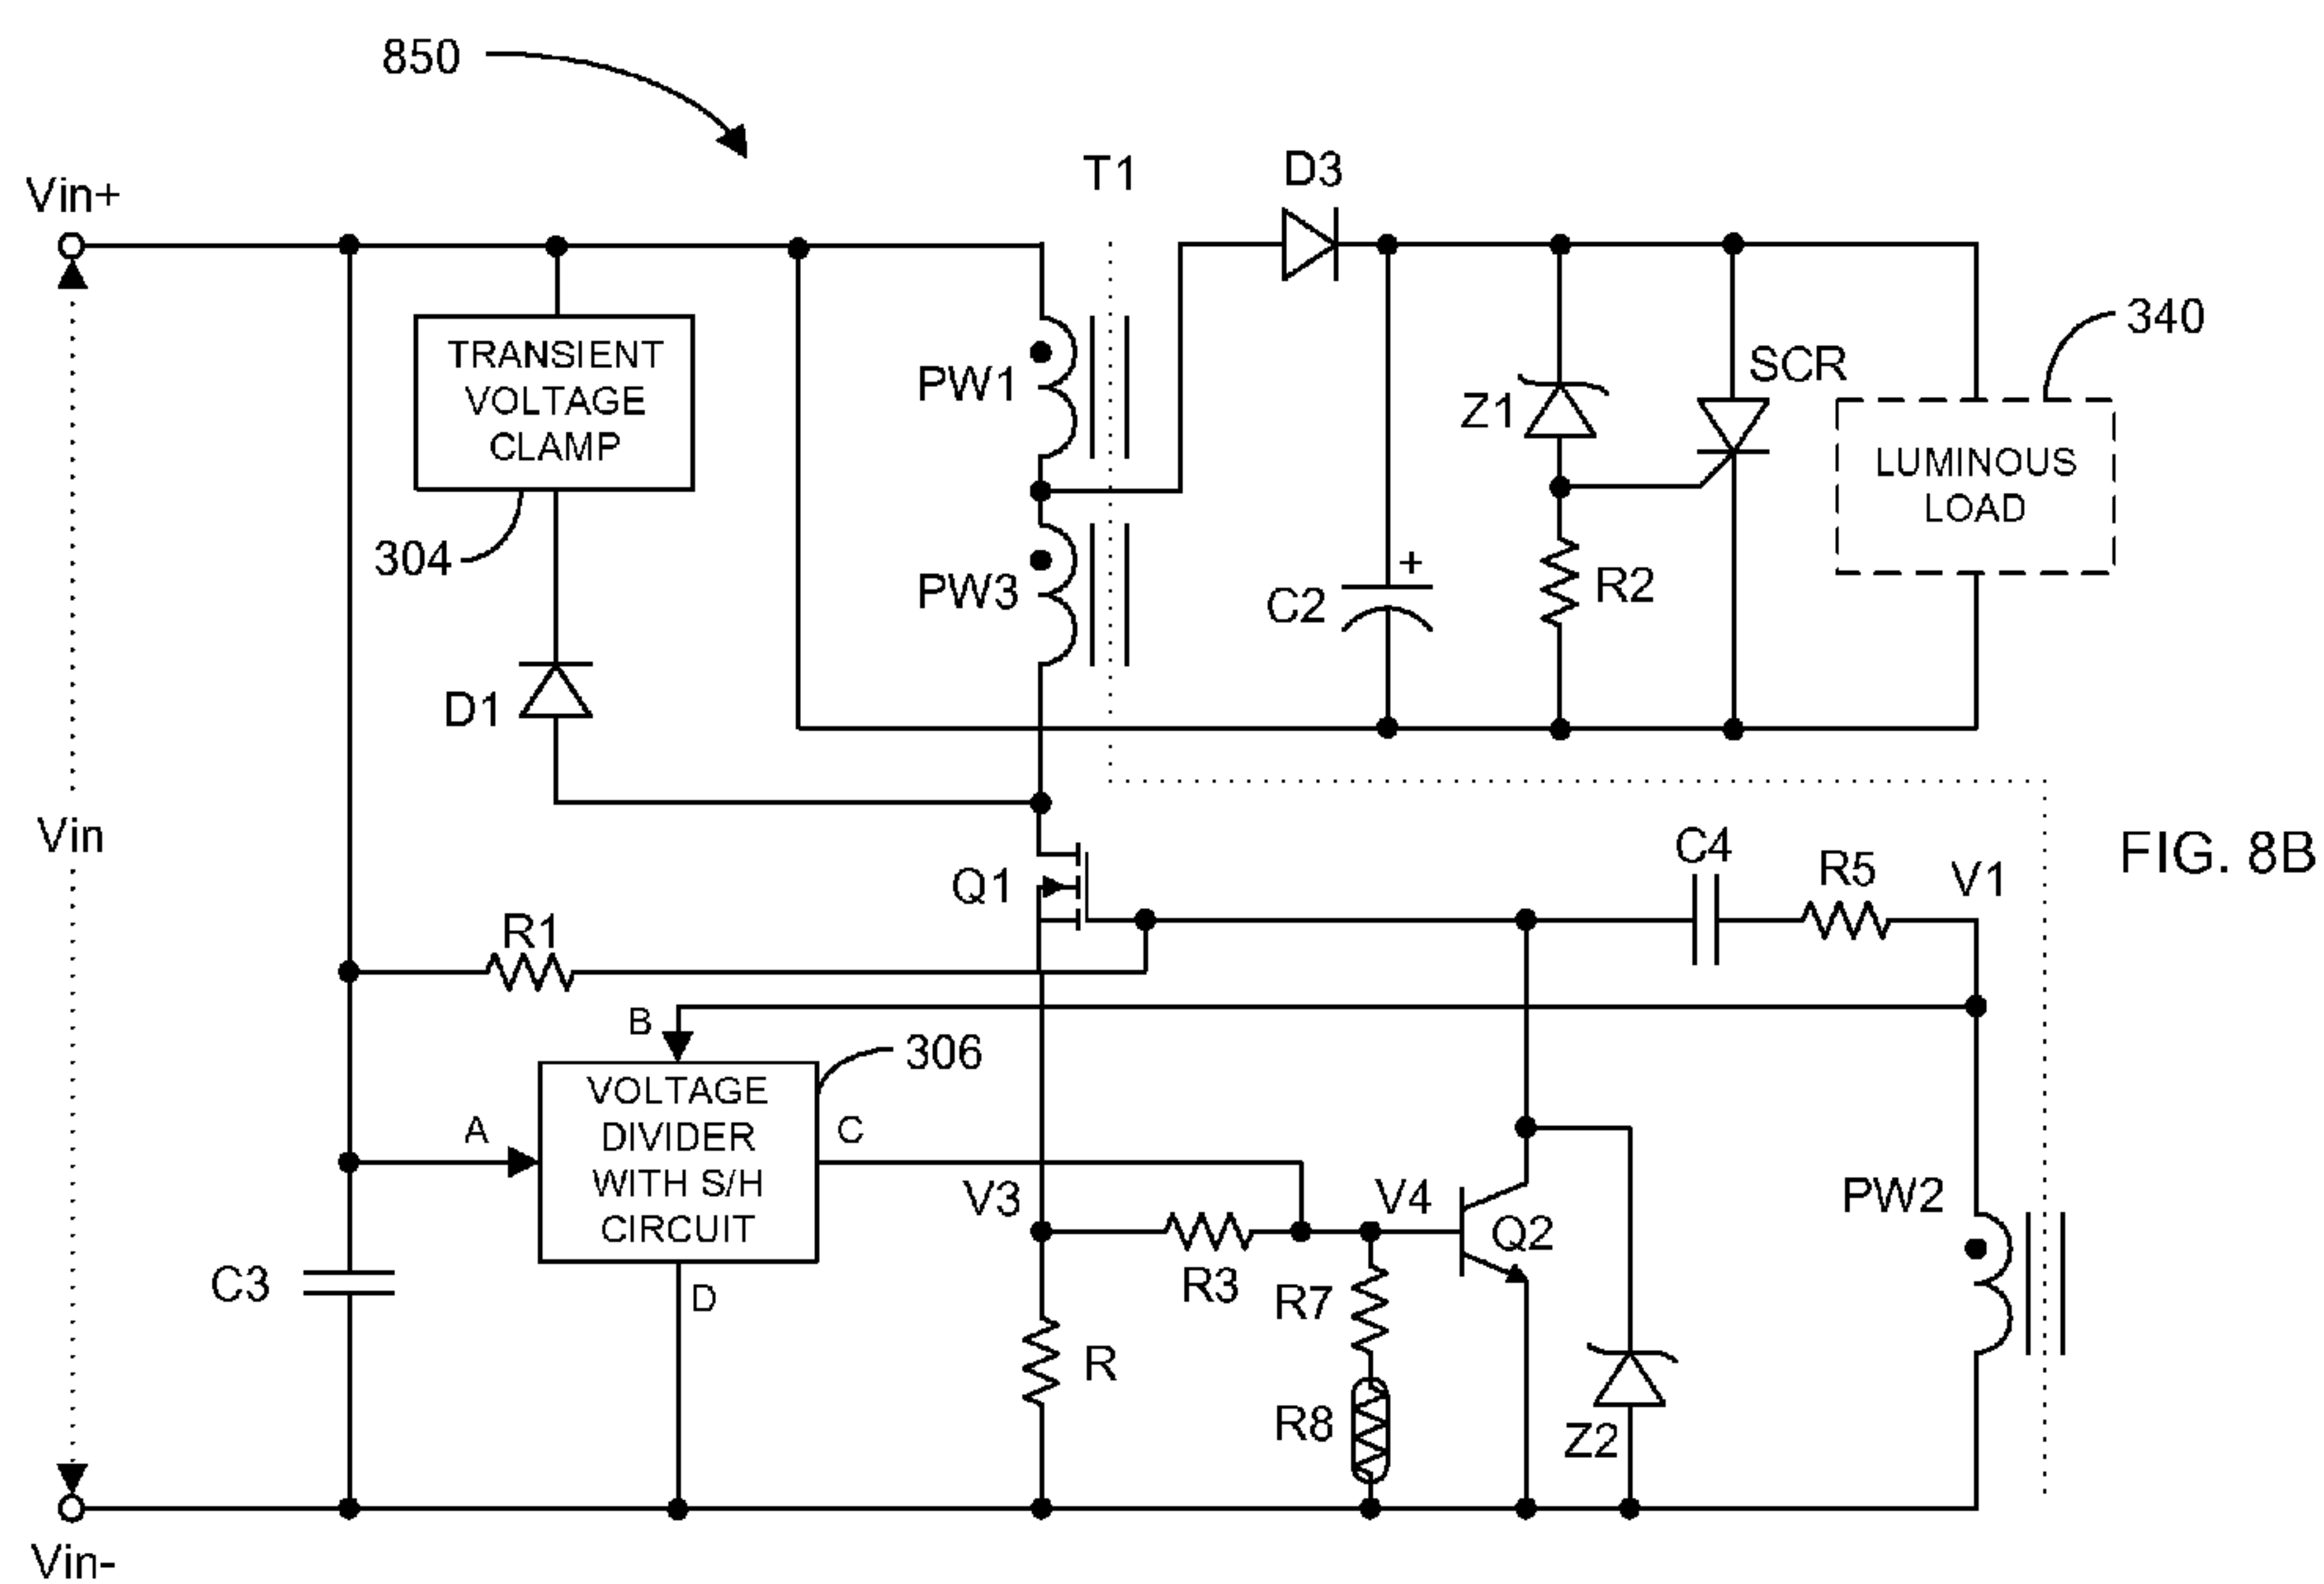 850
Vin+
T1
D3
TRANSIENT
VOLTAGE
CLAMP
304
PW1
PW3
D1
Z1
SCR
340
LUMINOUS
LOAD
C2
+
R2
Vin
Q1
C4
R5
V1
FIG. 8B
R1
B
306
VOLTAGE
DIVIDER
WITH S/H
CIRCUIT
A
C
D
V3
R3
V4
Q2
PW2
C3
R
R7
R8
Z2
Vin-